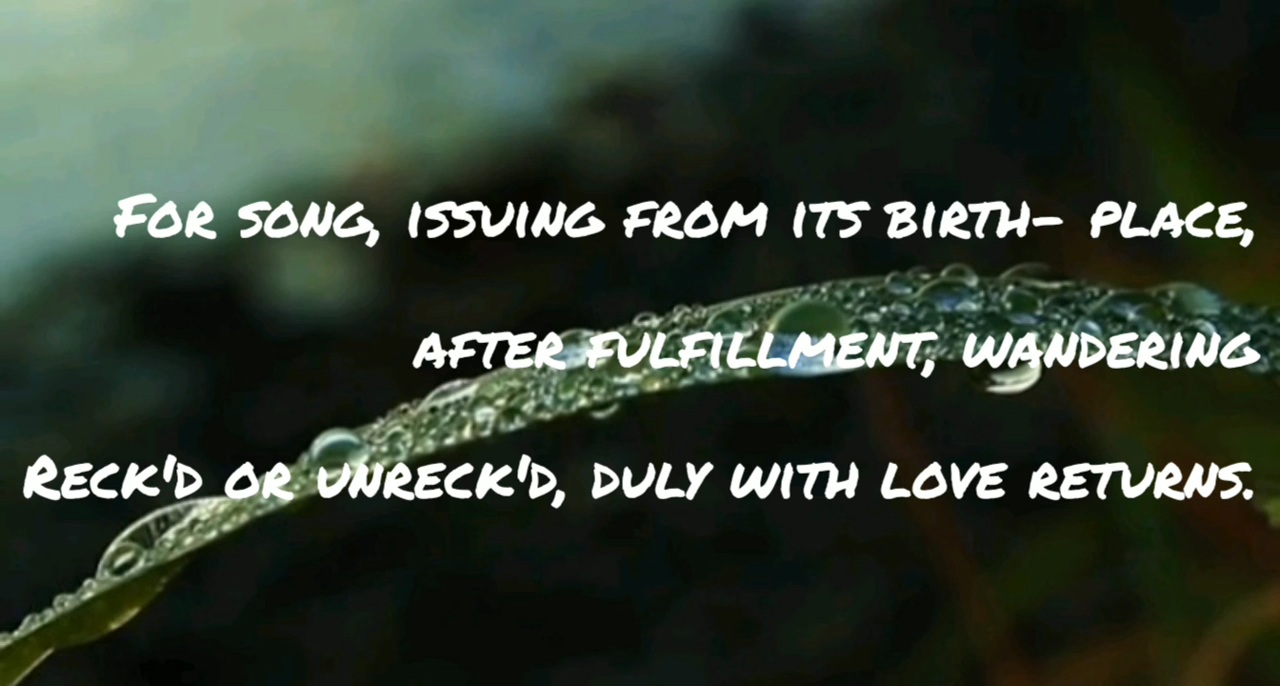 For song, issuing from its birth- place,
after fulfillment, wandering
Reck'd or unreck'd, duly with love returns.